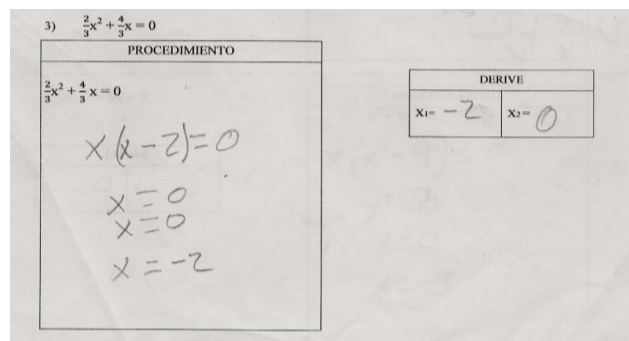 3) 2/3x² + 4/3x = 0
PROCEDIMIENTO
2/3x² + 4/3 x = 0
x(x-2)=0
x=0
x=0
x=-2
DERIVE
X1= -2 X2= 0